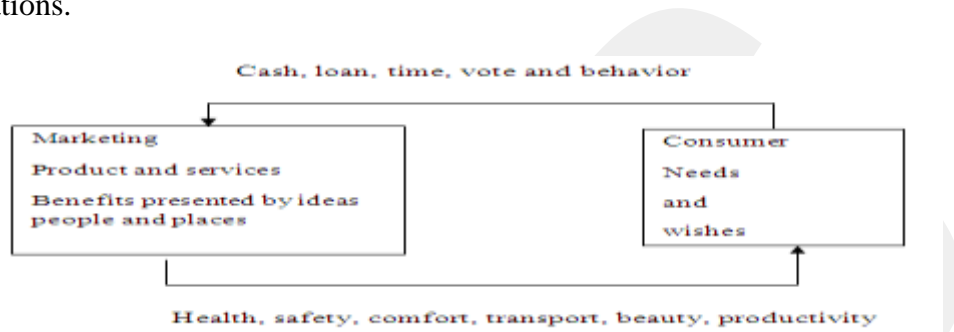 ations.
Cash, loan, time, vote and behavior
Marketing
Product and services
Benefits presented by ideas
people and places
Consumer
Needs
and
wishes
Health, safety, comfort, transport, beauty, productivity